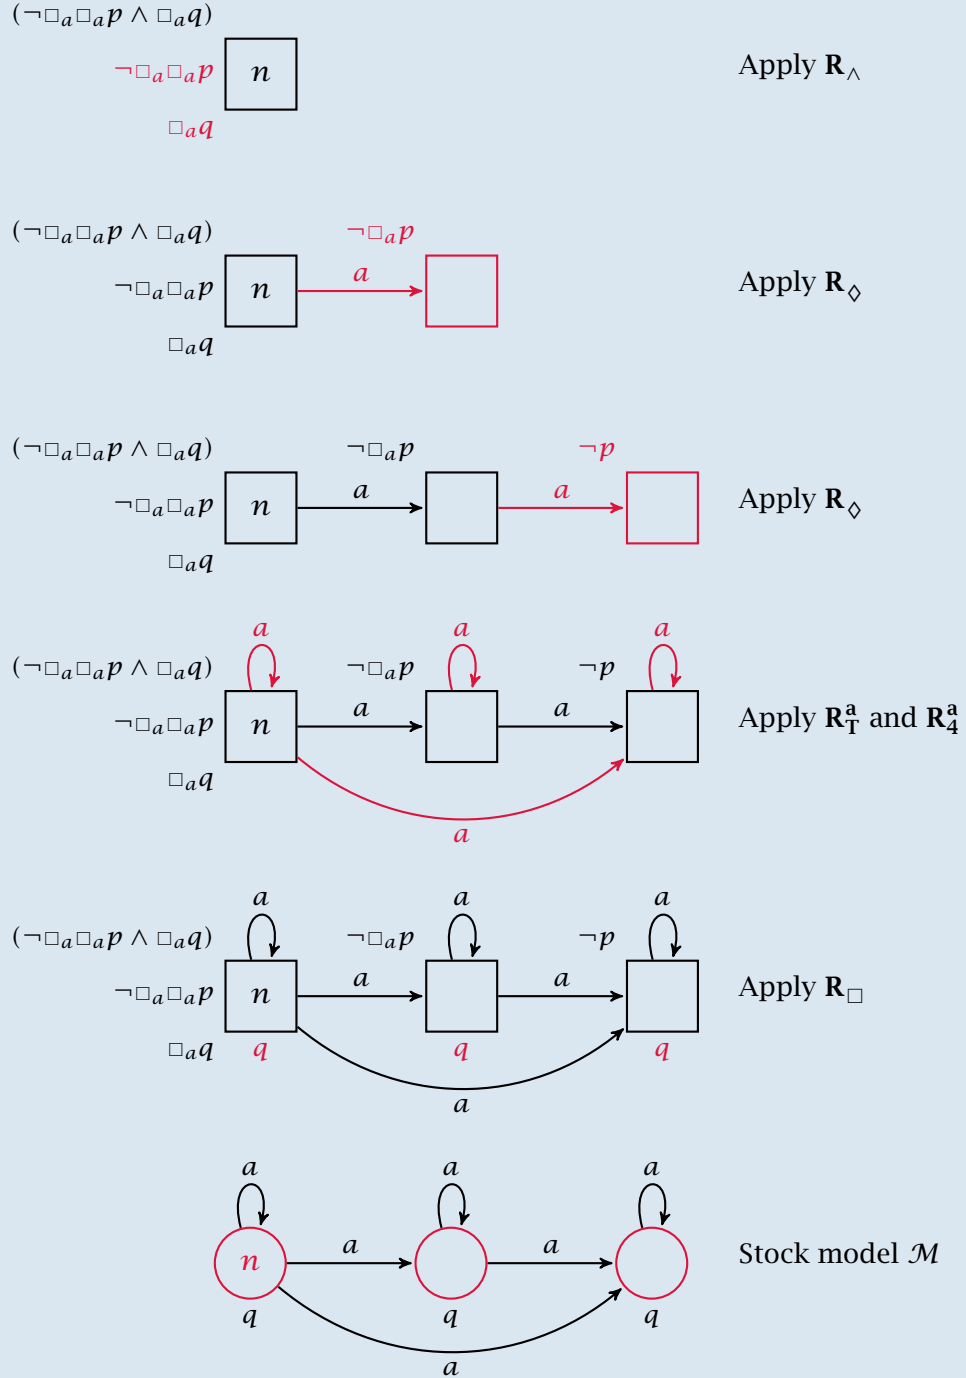 (¬□ₐ□ₐp ∧ □ₐq)
¬□ₐ□ₐp n Apply R∧
□ₐq
(¬□ₐ□ₐp ∧ □ₐq) ¬□ₐp
a
¬□ₐ□ₐp n Apply R◊
□ₐq
(¬□ₐ□ₐp ∧ □ₐq) ¬□ₐp ¬p
a a
¬□ₐ□ₐp n Apply R◊
□ₐq
a a a
(¬□ₐ□ₐp ∧ □ₐq) ¬□ₐp ¬p
a a
¬□ₐ□ₐp n Apply R^a_T and R^a_4
□ₐq
a
a a a
(¬□ₐ□ₐp ∧ □ₐq) ¬□ₐp ¬p
a a
¬□ₐ□ₐp n Apply R□
□ₐq q q q
a
a a a
a a
n Stock model ℳ
q q q
a